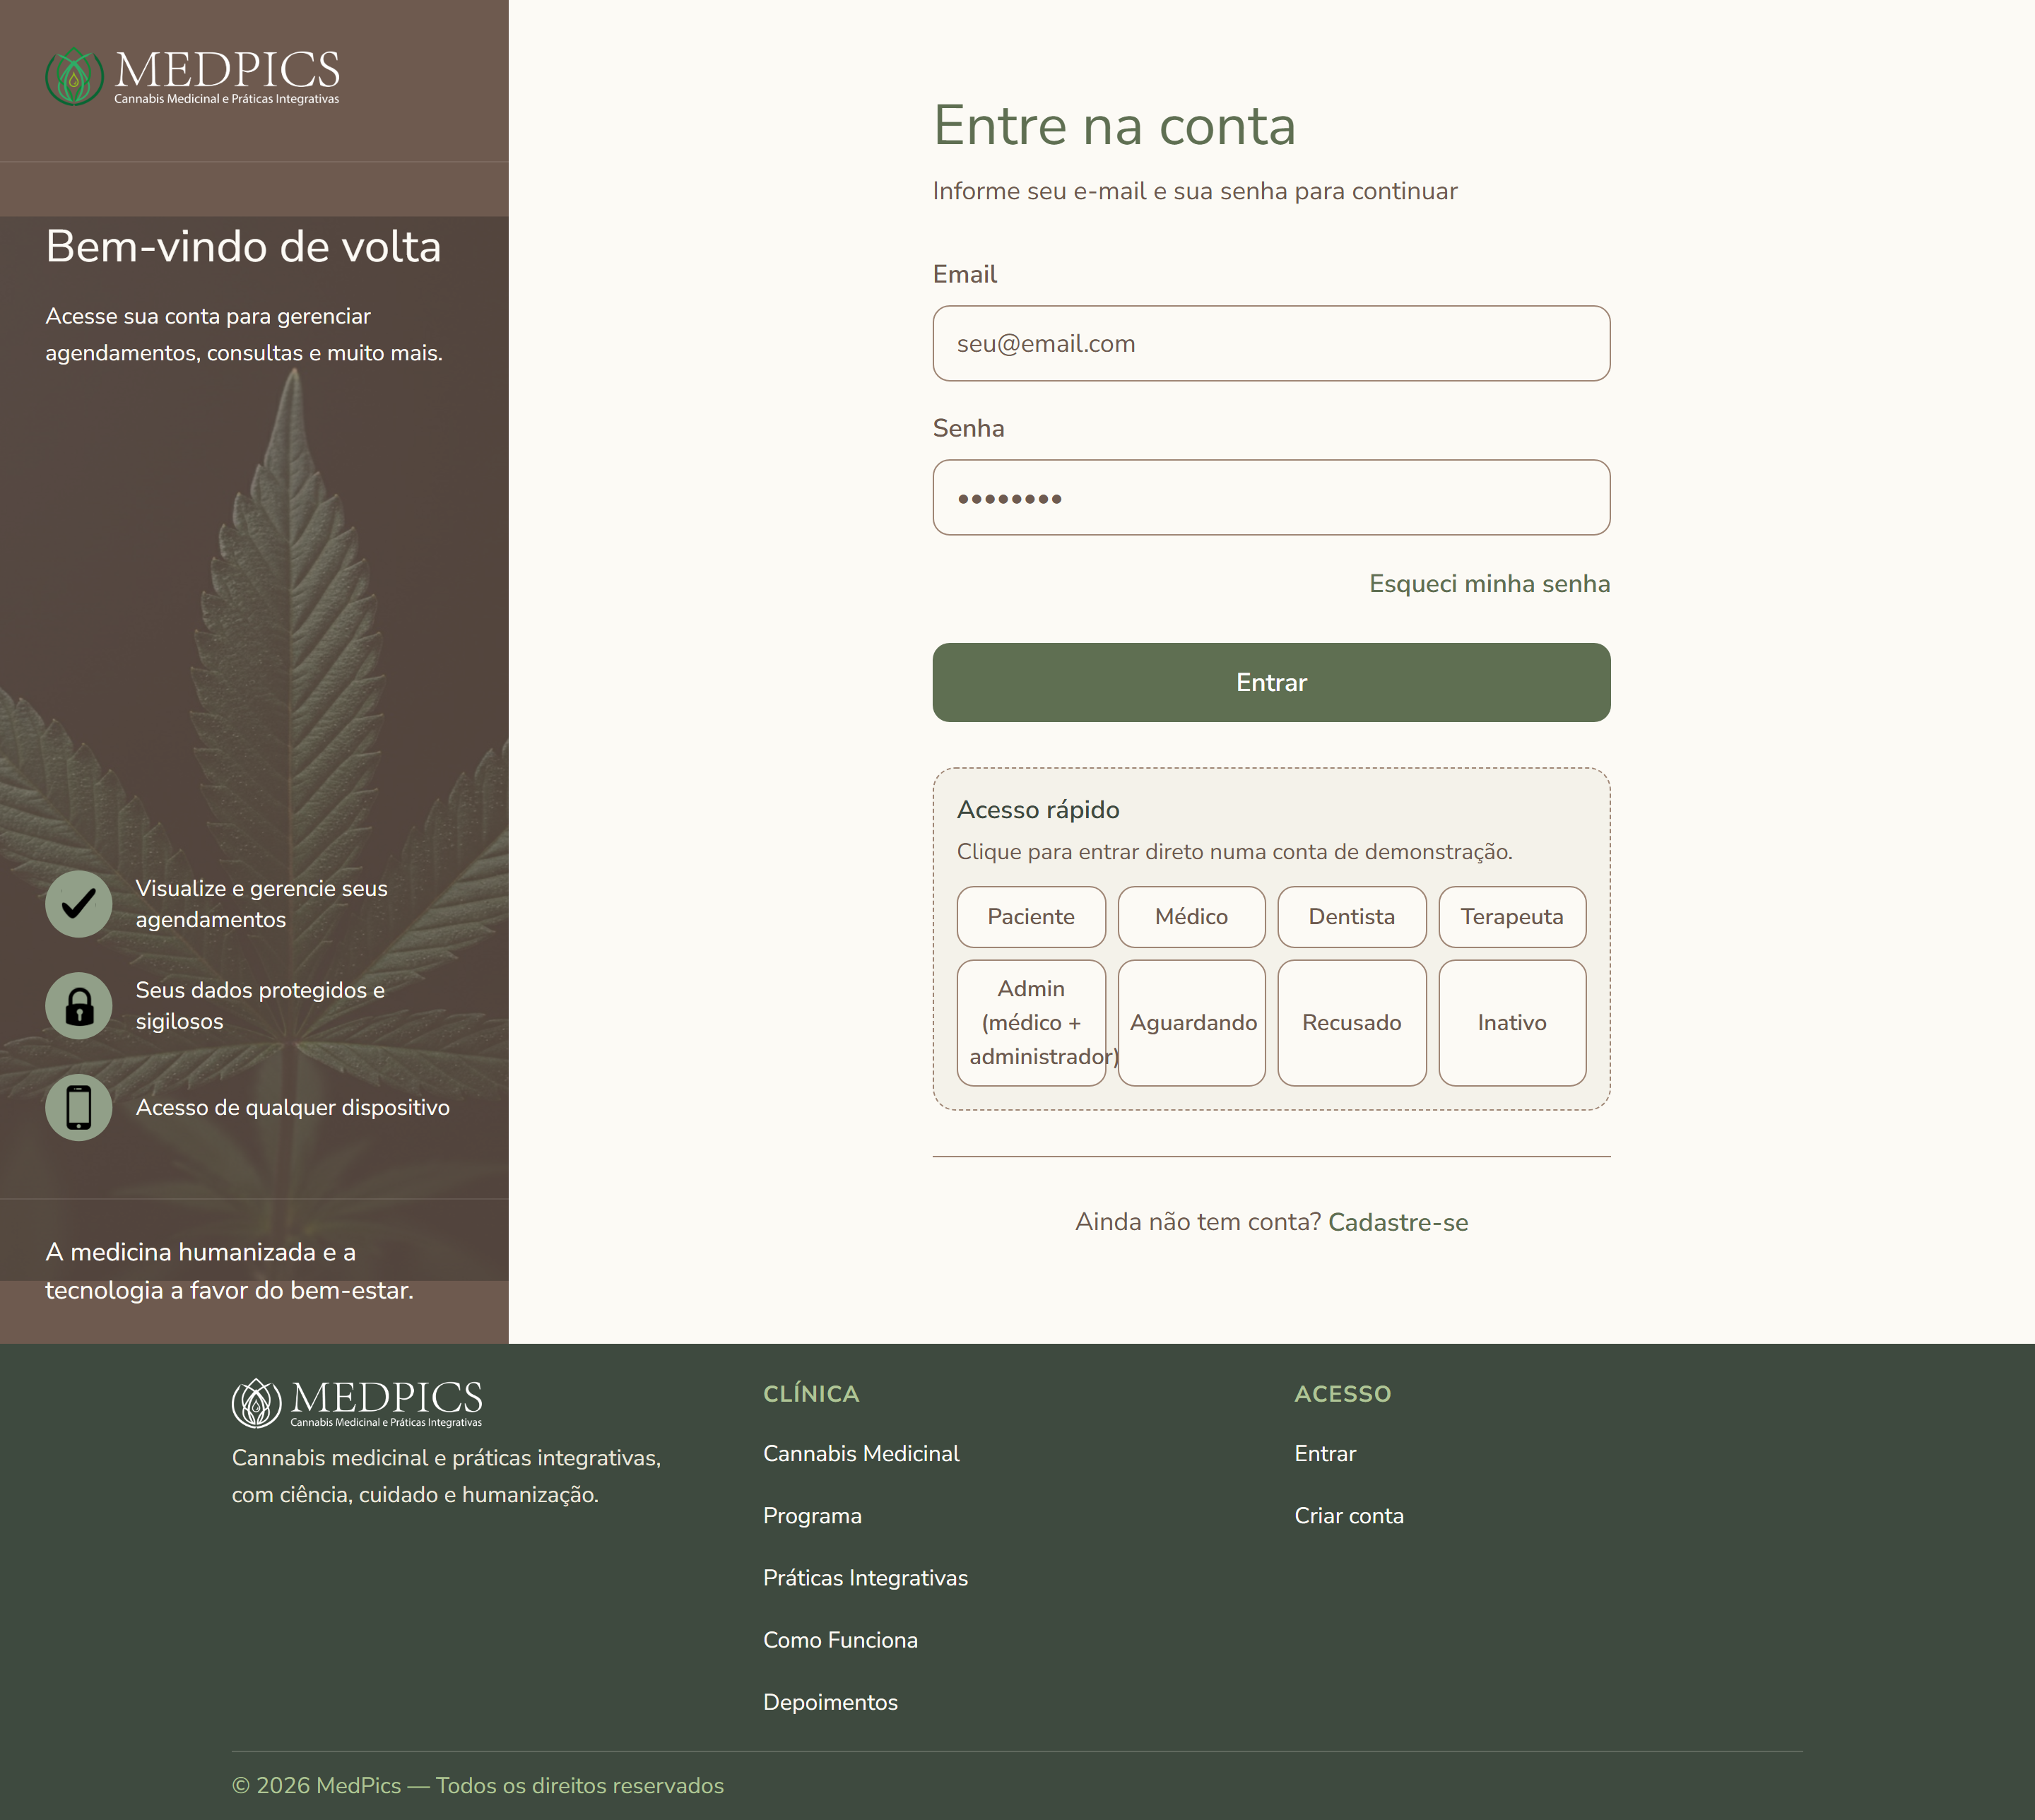 MEDPICS
Cannabis Medicinal e Práticas Integrativas
Bem-vindo de volta
Acesse sua conta para gerenciar
agendamentos, consultas e muito mais.
Visualize e gerencie seus
agendamentos
Seus dados protegidos e
sigilosos
Acesso de qualquer dispositivo
A medicina humanizada e a
tecnologia a favor do bem-estar.
Entre na conta
Informe seu e-mail e sua senha para continuar
Email
seu@email.com
Senha
••••••••
Esqueci minha senha
Entrar
Acesso rápido
Clique para entrar direto numa conta de demonstração.
Paciente
Médico
Dentista
Terapeuta
Admin
(médico +
administrador)
Aguardando
Recusado
Inativo
Ainda não tem conta? Cadastre-se
MEDPICS
Cannabis Medicinal e Práticas Integrativas
Cannabis medicinal e práticas integrativas,
com ciência, cuidado e humanização.
CLÍNICA
Cannabis Medicinal
Programa
Práticas Integrativas
Como Funciona
Depoimentos
ACESSO
Entrar
Criar conta
© 2026 MedPics — Todos os direitos reservados